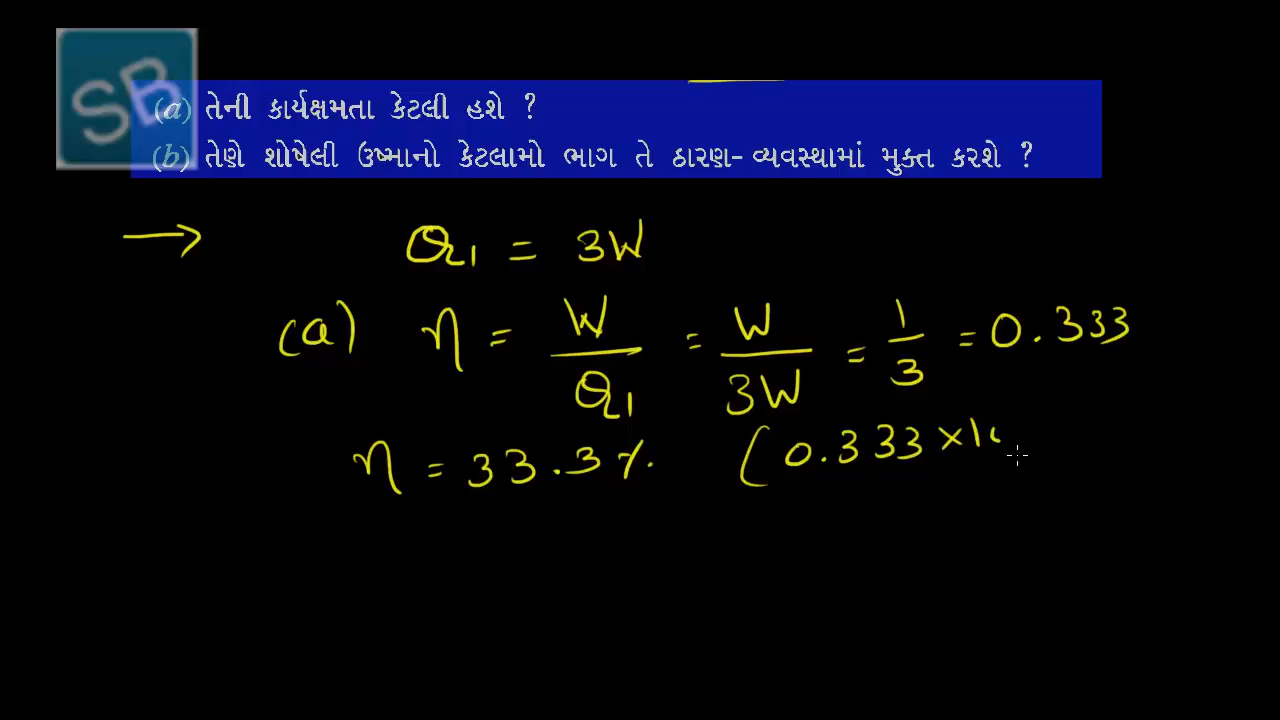 SB
(a) તેની કાર્યક્ષમતા કેટલી હશે ?
(b) તેણે શોષેલી ઉષ્માનો કેટલામો ભાગ તે ઠારણ-વ્યવસ્થામાં મુક્ત કરશે ?
→ Q1 = 3W
(a) η = W/Q1 = W/3W = 1/3 = 0.333
η = 33.3% (0.333 × 1